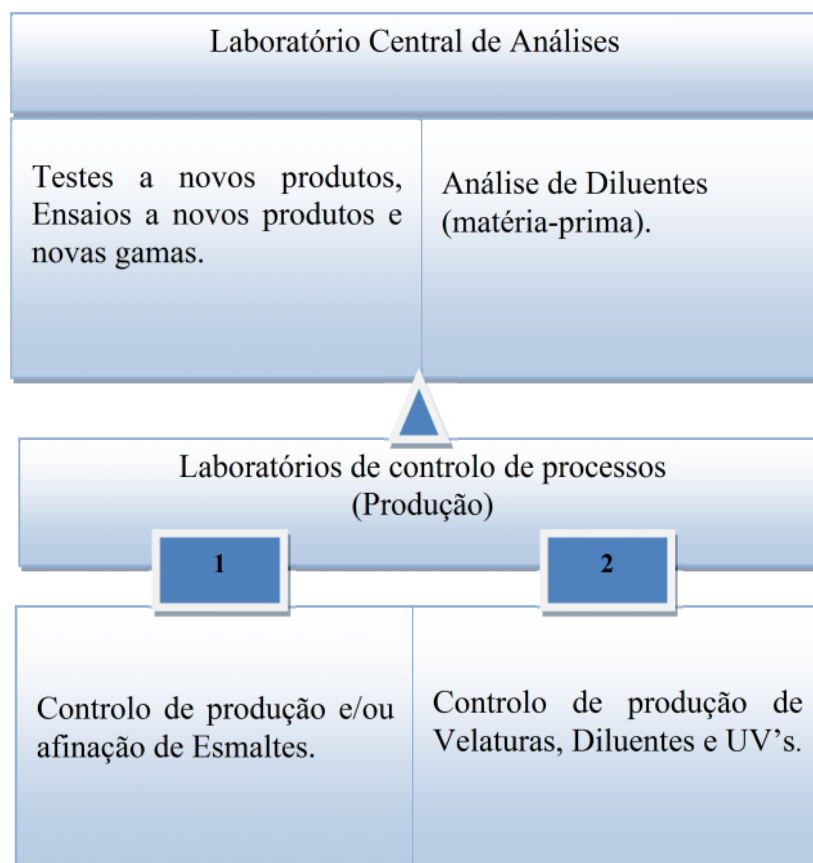 Laboratório Central de Análises
Testes a novos produtos,
Ensaios a novos produtos e
novas gamas.
Análise de Diluentes
(matéria-prima).
Laboratórios de controlo de processos
(Produção)
1
2
Controlo de produção e/ou
afinação de Esmaltes.
Controlo de produção de
Velaturas, Diluentes e UV’s.